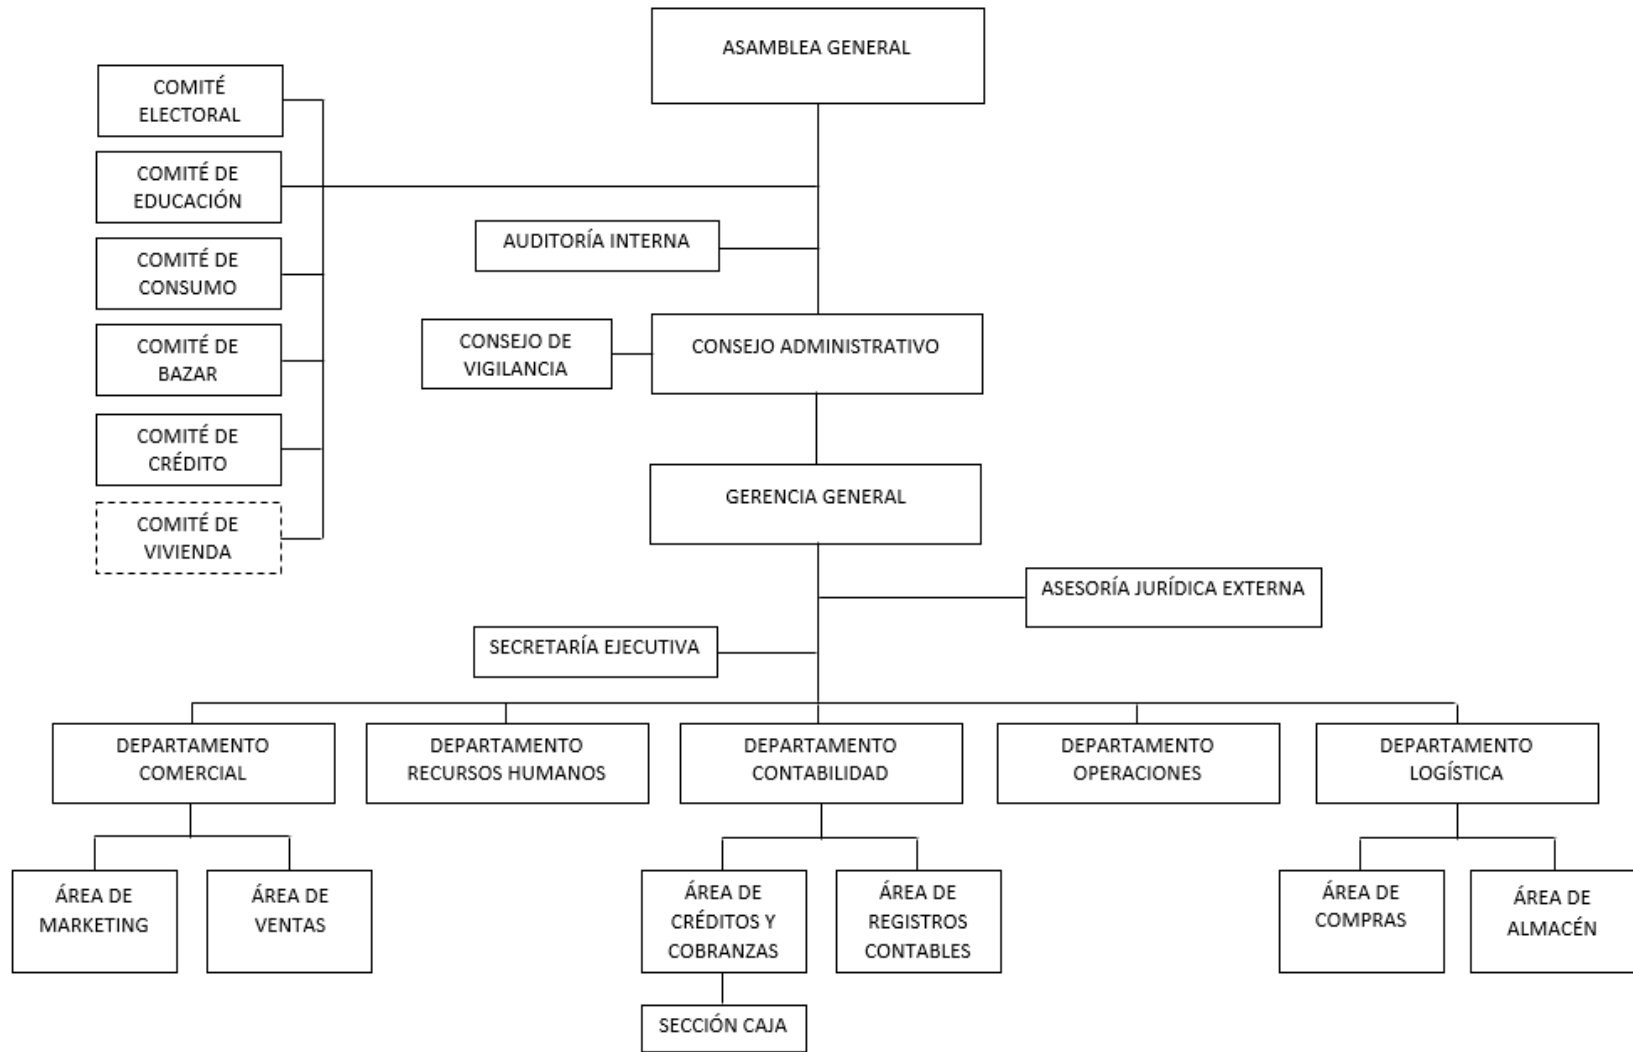 ASAMBLEA GENERAL
COMITÉ
ELECTORAL
COMITÉ DE
EDUCACIÓN
AUDITORÍA INTERNA
COMITÉ DE
CONSUMO
CONSEJO DE
VIGILANCIA
CONSEJO ADMINISTRATIVO
COMITÉ DE
BAZAR
COMITÉ DE
CRÉDITO
GERENCIA GENERAL
COMITÉ DE
VIVIENDA
ASESORÍA JURÍDICA EXTERNA
SECRETARÍA EJECUTIVA
DEPARTAMENTO
COMERCIAL
DEPARTAMENTO
RECURSOS HUMANOS
DEPARTAMENTO
CONTABILIDAD
DEPARTAMENTO
OPERACIONES
DEPARTAMENTO
LOGÍSTICA
ÁREA DE
MARKETING
ÁREA DE
VENTAS
ÁREA DE
CRÉDITOS Y
COBRANZAS
ÁREA DE
REGISTROS
CONTABLES
ÁREA DE
COMPRAS
ÁREA DE
ALMACÉN
SECCIÓN CAJA